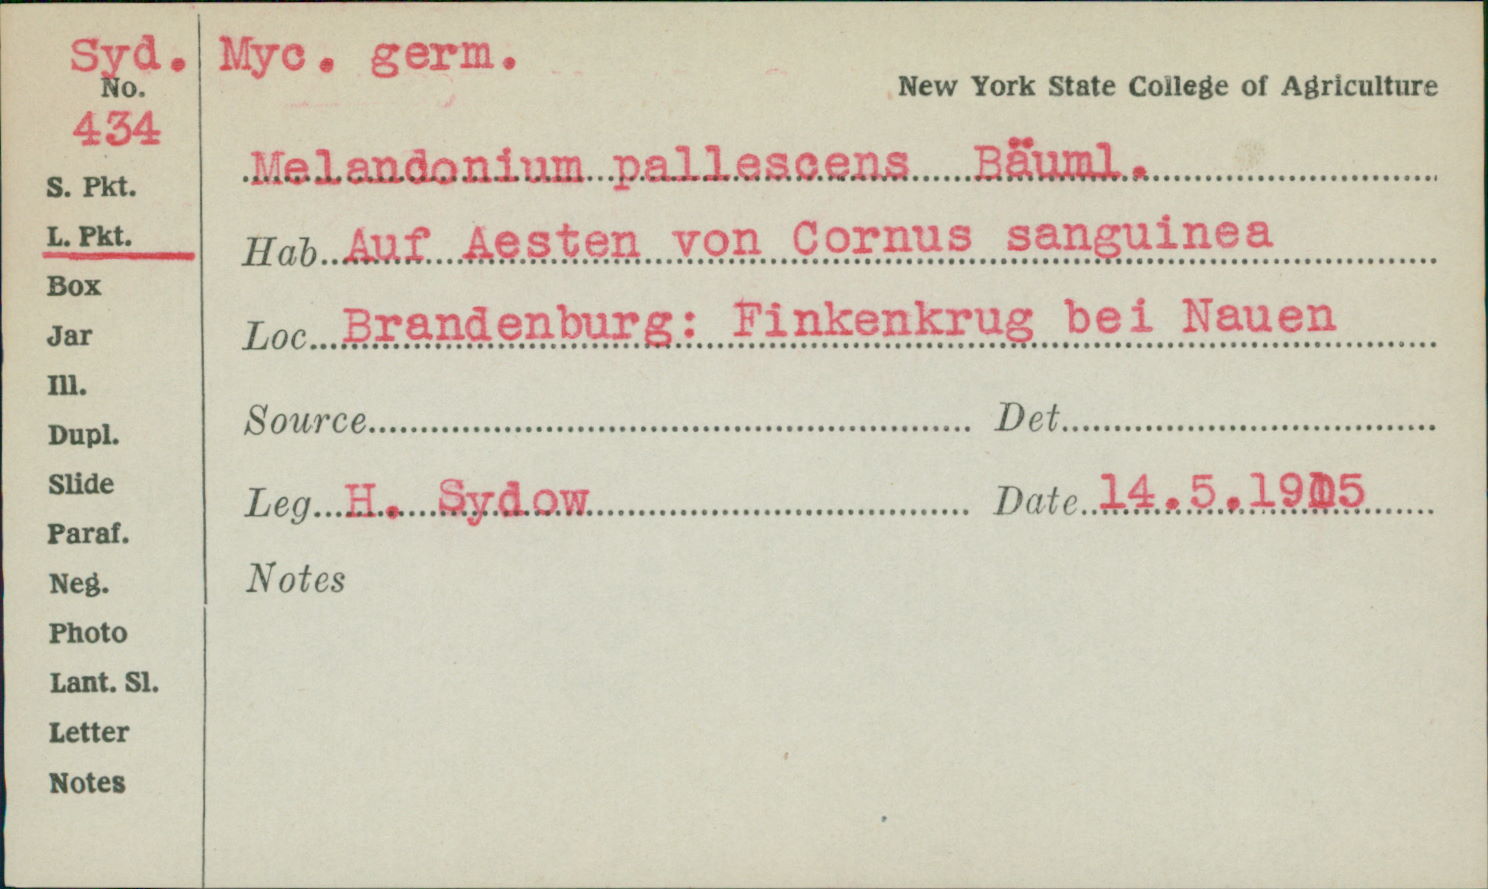 Syd. Myc. germ.
No.
434
New York State College of Agriculture
Melandonium pallescens Bäuml.
Hab. Auf Aesten von Cornus sanguinea
Loc. Brandenburg: Finkenkrug bei Nauen
Source Det.
Leg. H. Sydow Date 14.5.1905
Notes
S. Pkt.
L. Pkt.
Box
Jar
Ill.
Dupl.
Slide
Paraf.
Neg.
Photo
Lant. Sl.
Letter
Notes